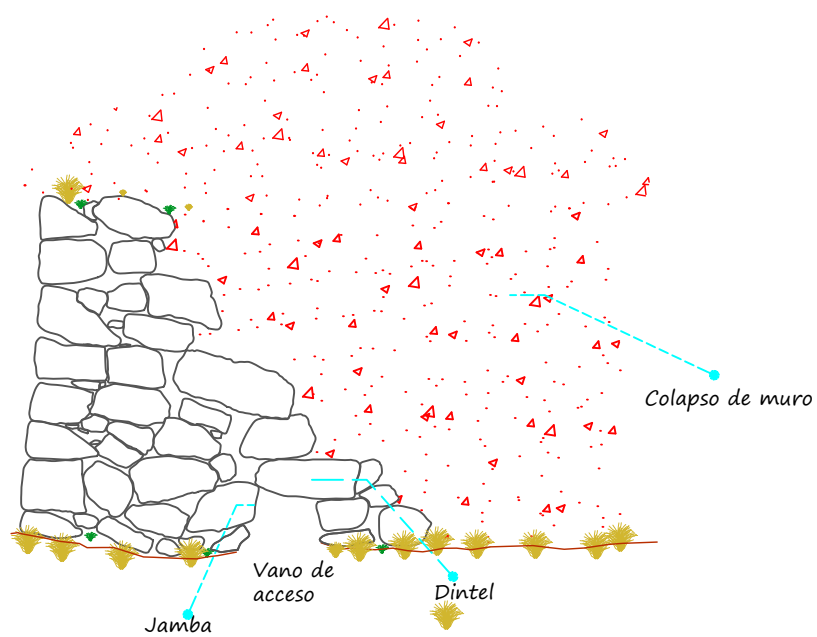 Colapso de muro
Vano de
acceso
Dintel
Jamba